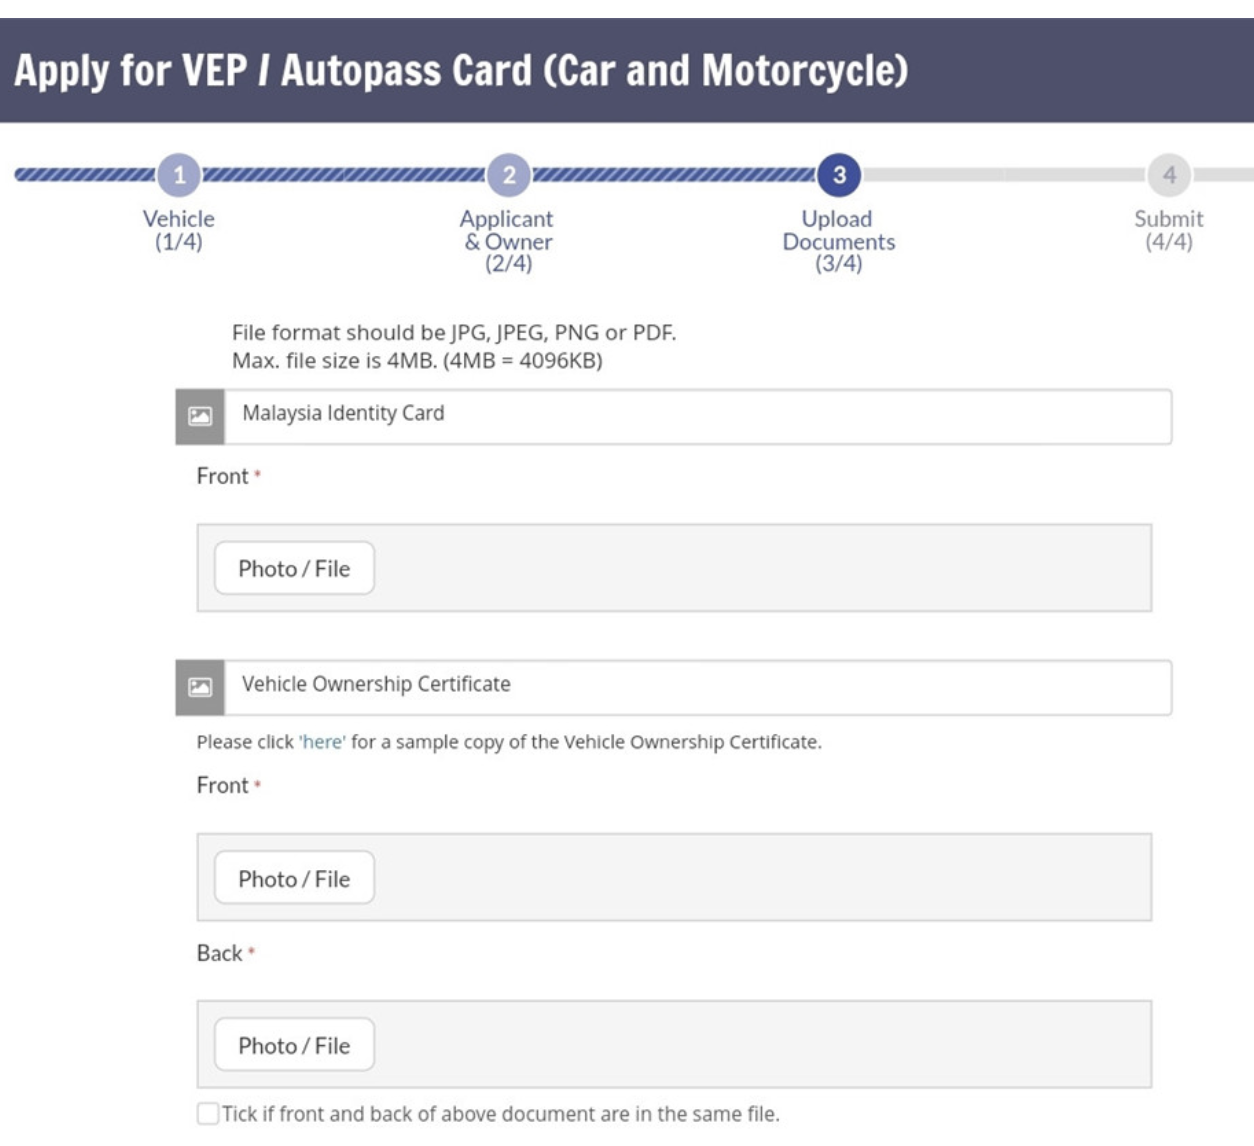 Apply for VEP / Autopass Card (Car and Motorcycle)
1
2
3
4
Vehicle
(1/4)
Applicant
& Owner
(2/4)
Upload
Documents
(3/4)
Submit
(4/4)
File format should be JPG, JPEG, PNG or PDF.
Max. file size is 4MB. (4MB = 4096KB)
Malaysia Identity Card
Front *
Photo / File
Vehicle Ownership Certificate
Please click 'here' for a sample copy of the Vehicle Ownership Certificate.
Front *
Photo / File
Back *
Photo / File
Tick if front and back of above document are in the same file.